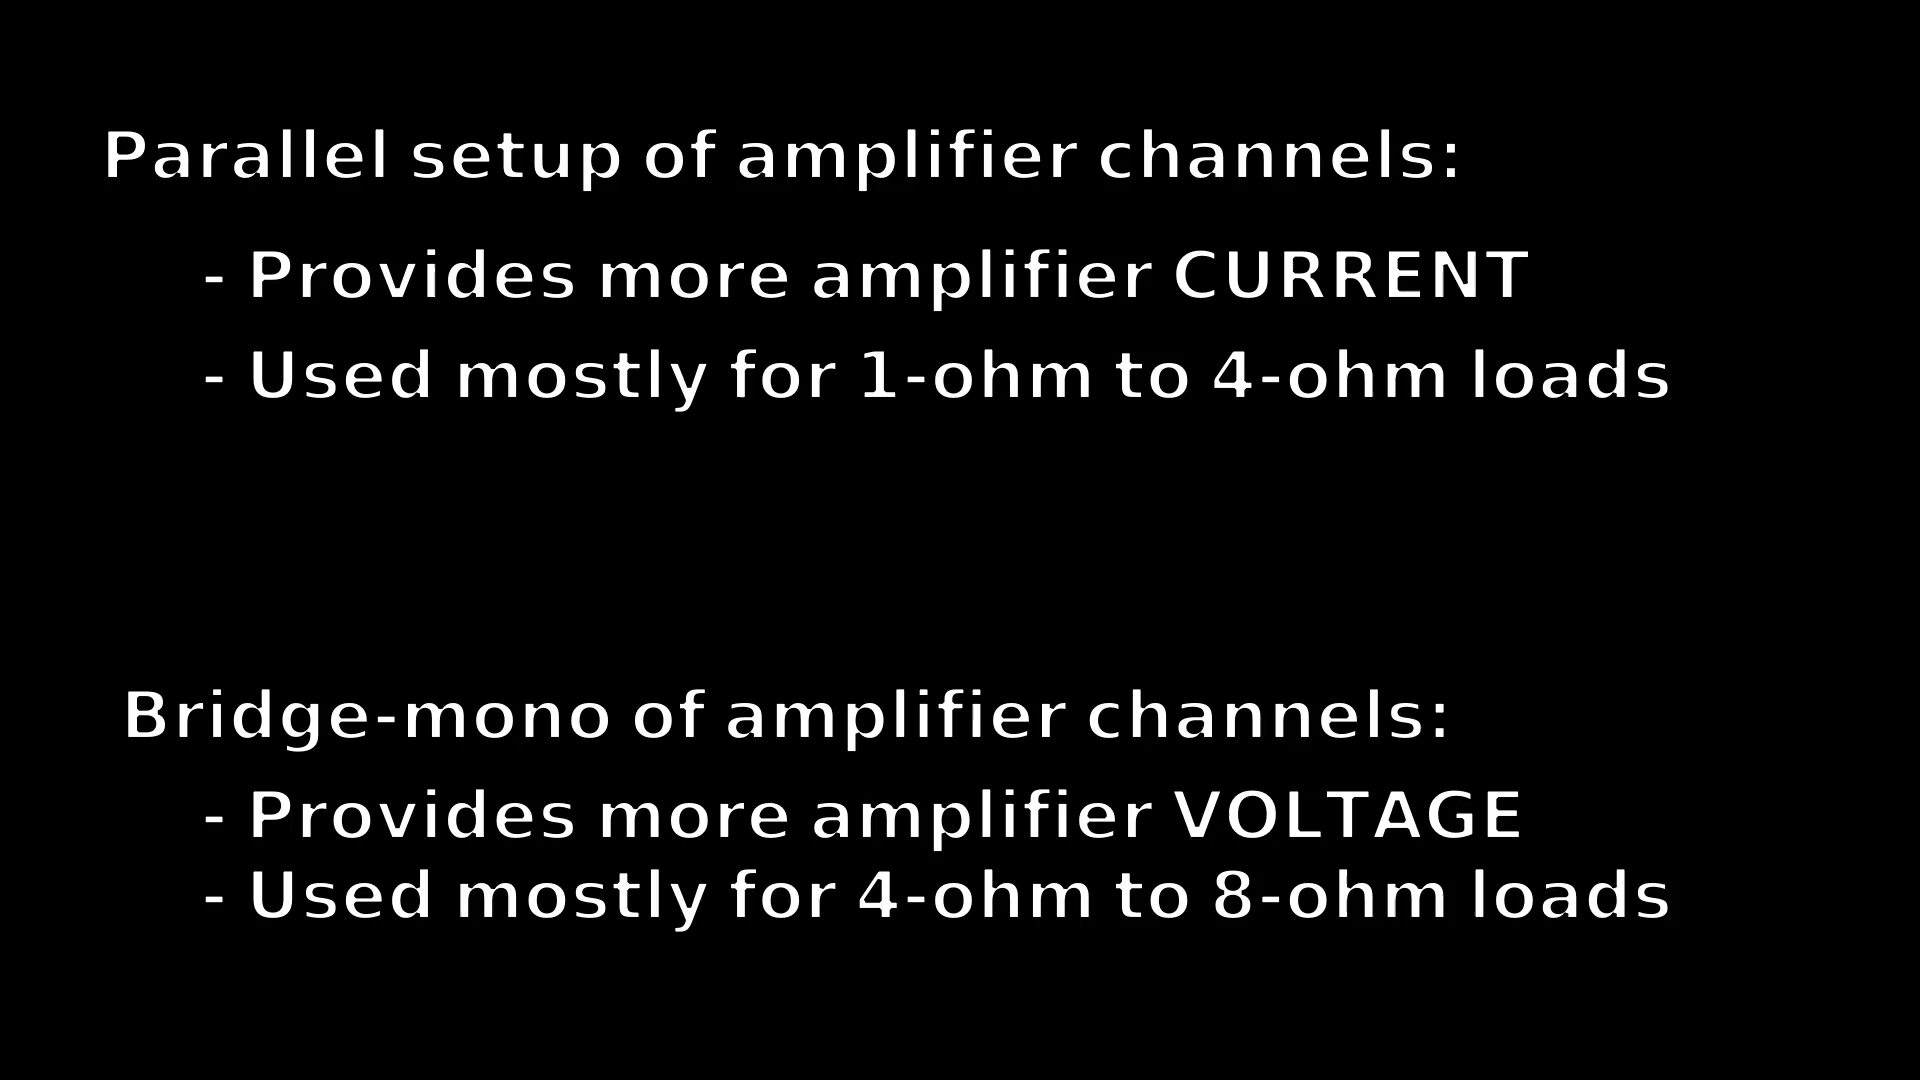 Parallel setup of amplifier channels:
- Provides more amplifier CURRENT
- Used mostly for 1-ohm to 4-ohm loads
Bridge-mono of amplifier channels:
- Provides more amplifier VOLTAGE
- Used mostly for 4-ohm to 8-ohm loads